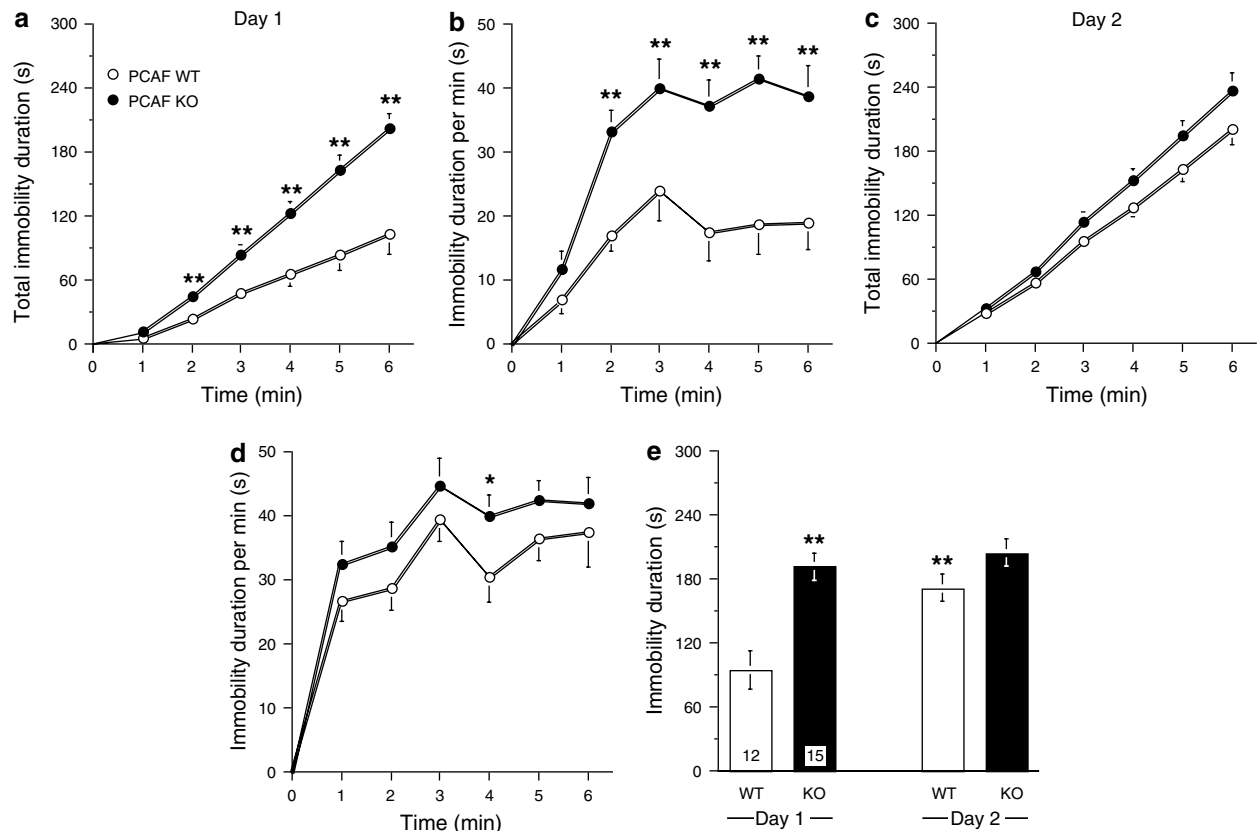 a
Day 1
Total immobility duration (s)
300
240
180
120
60
0
PCAF WT
PCAF KO
**
**
**
**
**
0 1 2 3 4 5 6
Time (min)
b
Immobility duration per min (s)
50
40
30
20
10
0
**
**
**
**
**
0 1 2 3 4 5 6
Time (min)
c
Day 2
Total immobility duration (s)
300
240
180
120
60
0
0 1 2 3 4 5 6
Time (min)
d
Immobility duration per min (s)
50
40
30
20
10
0
*
0 1 2 3 4 5 6
Time (min)
e
Immobility duration (s)
300
240
180
120
60
0
**
**
12
15
WT KO WT KO
Day 1 Day 2